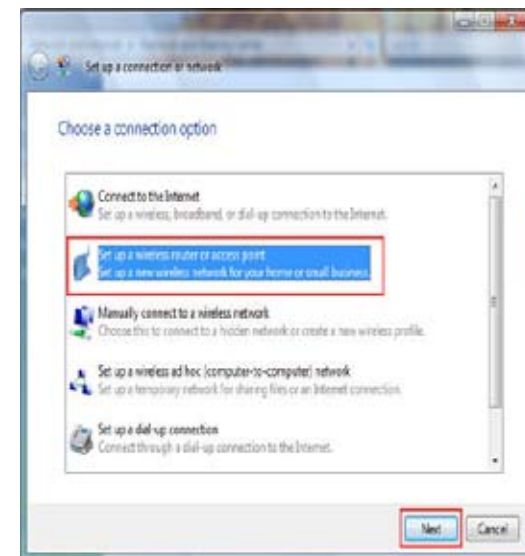 Set up a connection or network
Choose a connection option
Connect to the Internet
Set up a wireless, broadband, or dial-up connection to the Internet.
Set up a wireless router or access point
Set up a new wireless network for your home or small business.
Manually connect to a wireless network
Choose this to connect to a hidden network or create a new wireless profile.
Set up a wireless ad hoc (computer-to-computer) network
Set up a temporary network for sharing files or an Internet connection.
Set up a dial-up connection
Connect through a dial-up connection to the Internet.
Next Cancel